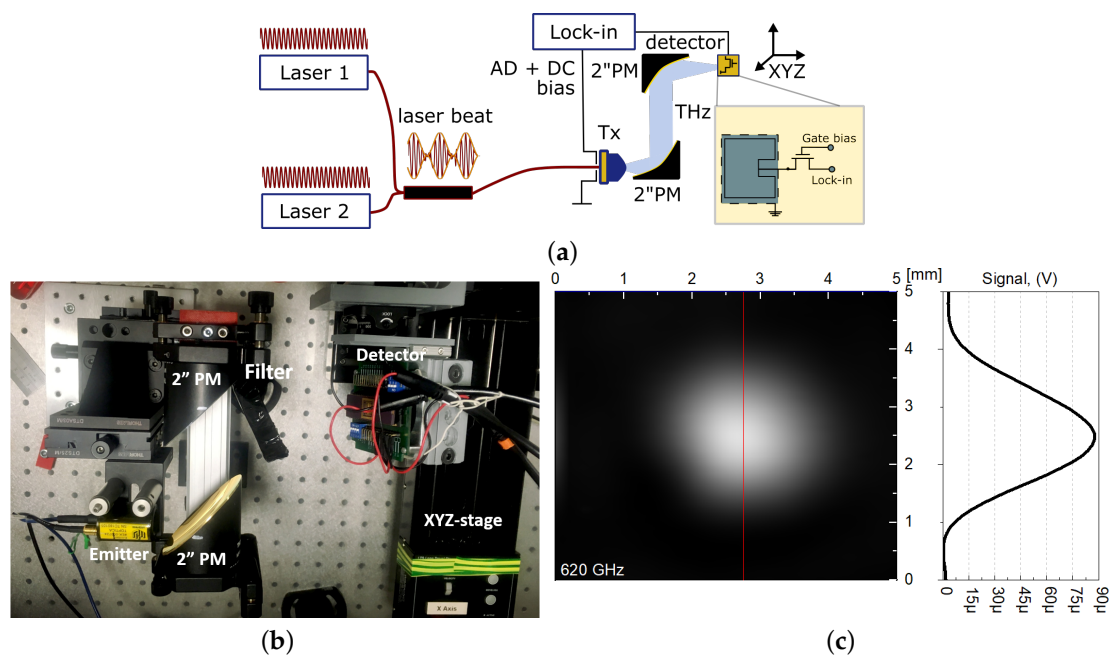 Laser 1
Laser 2
laser beat
Lock-in
AD + DC
bias
Tx
2"PM
2"PM
THz
detector
XYZ
Gate bias
Lock-in
(a)
2” PM
Filter
Detector
Emitter
2” PM
XYZ-stage
X Axis
THORLABS
(b)
0 1 2 3 4 5 [mm]
620 GHz
Signal, (V)
5
4
3
2
1
0
0 15µ 30µ 45µ 60µ 75µ 90µ
(c)